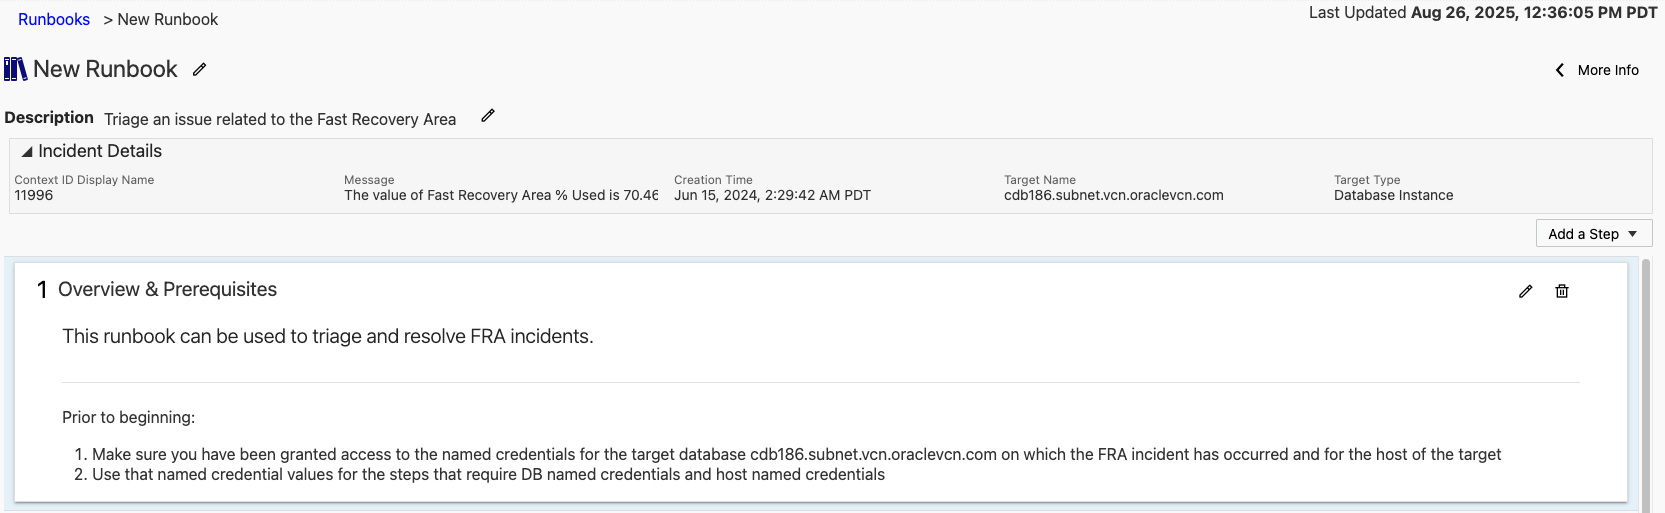 Runbooks > New Runbook
Last Updated Aug 26, 2025, 12:36:05 PM PDT
New Runbook
More Info
Description Triage an issue related to the Fast Recovery Area
Incident Details
Context ID Display Name
11996
Message
The value of Fast Recovery Area % Used is 70.46
Creation Time
Jun 15, 2024, 2:29:42 AM PDT
Target Name
cdb186.subnet.vcn.oraclevcn.com
Target Type
Database Instance
Add a Step
1 Overview & Prerequisites
This runbook can be used to triage and resolve FRA incidents.
Prior to beginning:
1. Make sure you have been granted access to the named credentials for the target database cdb186.subnet.vcn.oraclevcn.com on which the FRA incident has occurred and for the host of the target
2. Use that named credential values for the steps that require DB named credentials and host named credentials